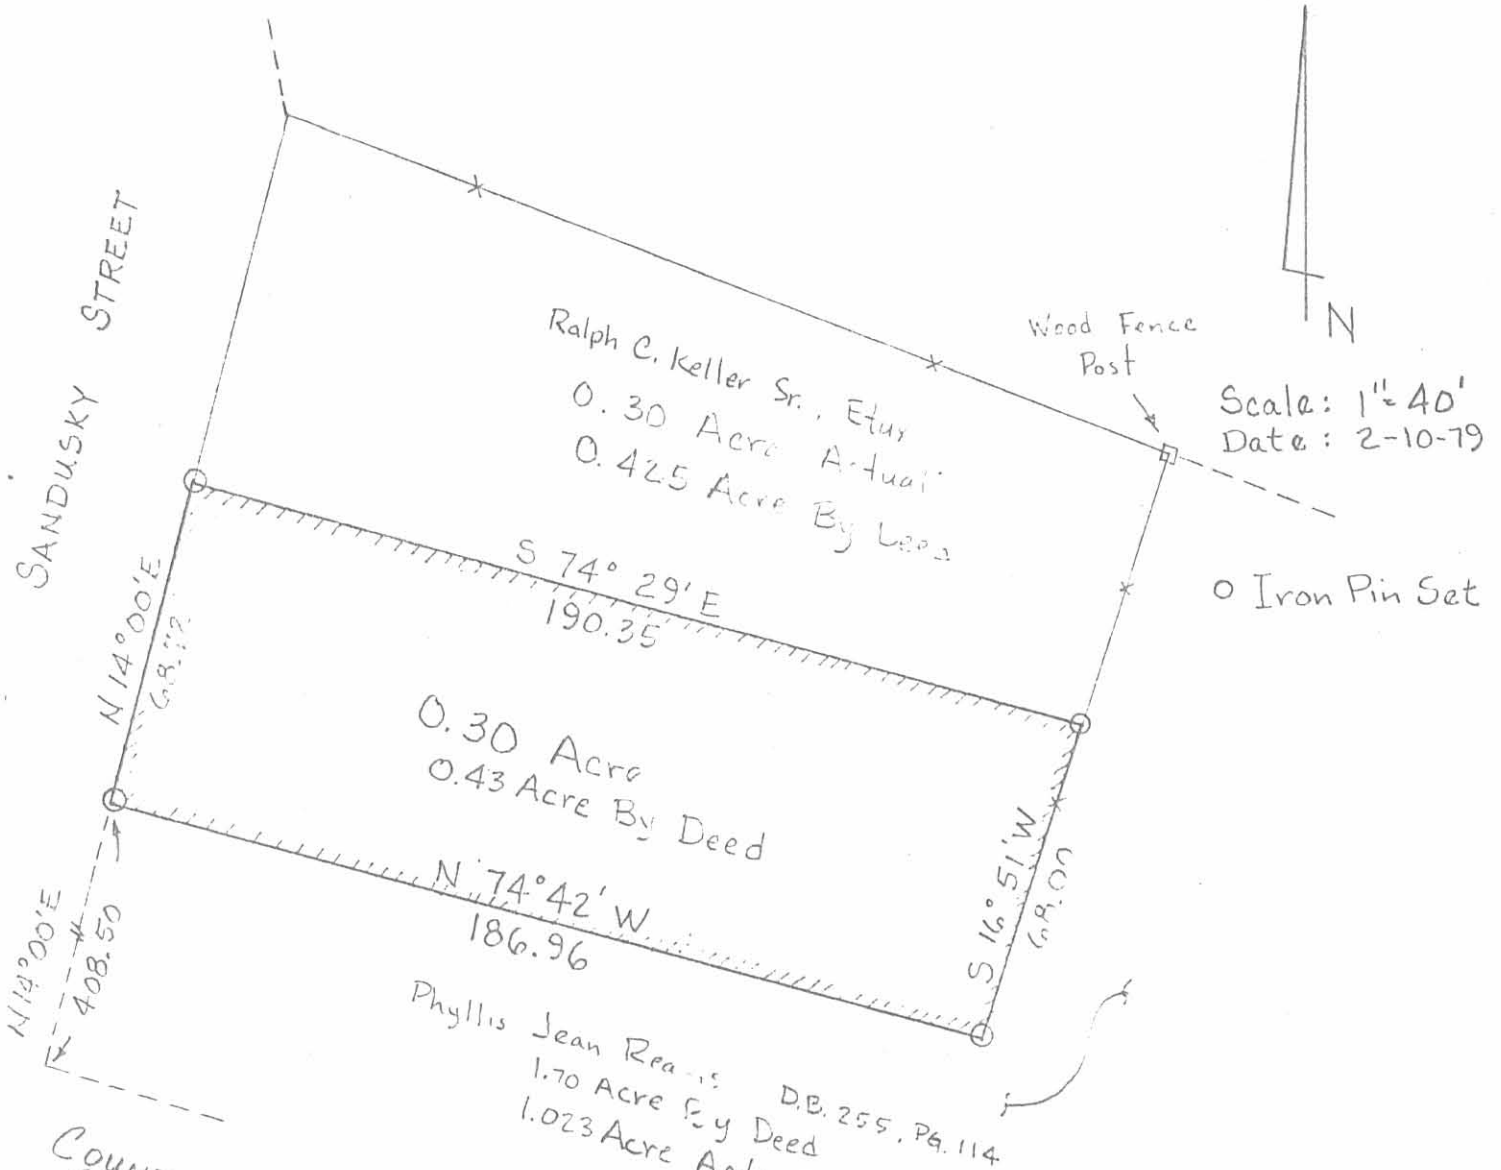 SANDUSKY STREET
Ralph C. Keller Sr., Etux
0.30 Acre Actual
0.425 Acre By
Wood Fence
Post
N
Scale: 1"= 40'
Date: 2-10-79
O Iron Pin Set
S 74° 29' E
190.35
N 14°00'E
0.30 Acre
0.43 Acre By Deed
S 16° 51' W
68.00
N 74°42' W
186.96
N 14°00'E
408.50
Phyllis Jean
1.70 Acre By Deed
1.023 Acre
D.B. 255, PG. 114